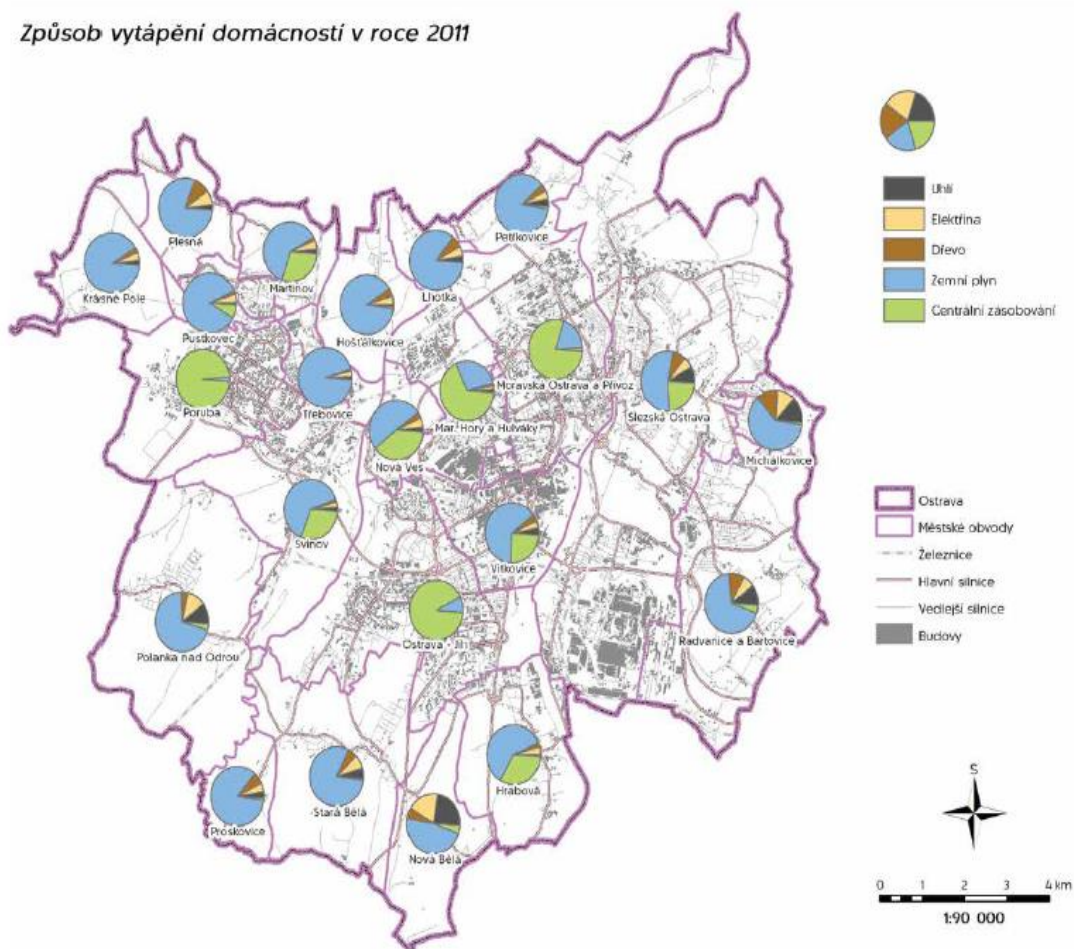 Způsob vytápění domácností v roce 2011
Uhlí
Elektřina
Dřevo
Zemní plyn
Centrální zásobování
Plesná
Krásné Pole
Martinov
Petřkovice
Lhotka
Pustkovec
Hošťálkovice
Poruba
Třebovice
Moravská Ostrava a Přívoz
Mar. Hory a Hulváky
Slezská Ostrava
Michálkovice
Nová Ves
Svinov
Vítkovice
Ostrava - Jih
Radvanice a Bartovice
Polanka nad Odrou
Hrabová
Stará Bělá
Proskovice
Nová Bělá
Ostrava
Městské obvody
Železnice
Hlavní silnice
Vedlejší silnice
Budovy
S
0 1 2 3 4 km
1:90 000